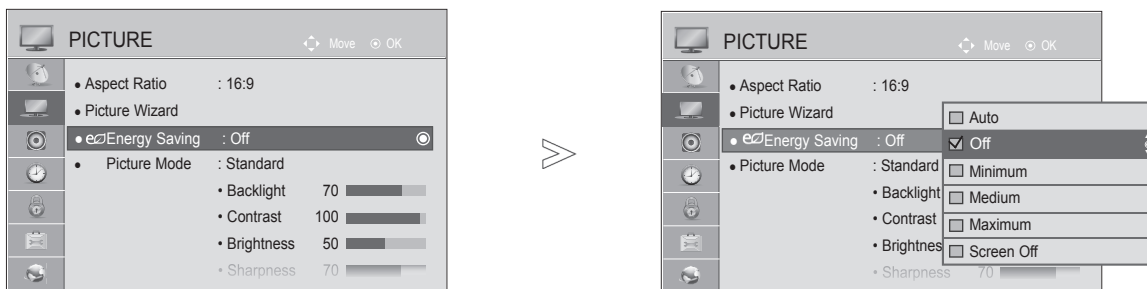 PICTURE
Move OK
• Aspect Ratio : 16:9
• Picture Wizard
• Energy Saving : Off
• Picture Mode : Standard
• Backlight 70
• Contrast 100
• Brightness 50
• Sharpness 70
PICTURE
Move OK
• Aspect Ratio : 16:9
• Picture Wizard
• Energy Saving : Off
• Picture Mode : Standard
• Backlight
• Contrast
• Brightnes
• Sharpness 70
Auto
Off
Minimum
Medium
Maximum
Screen Off